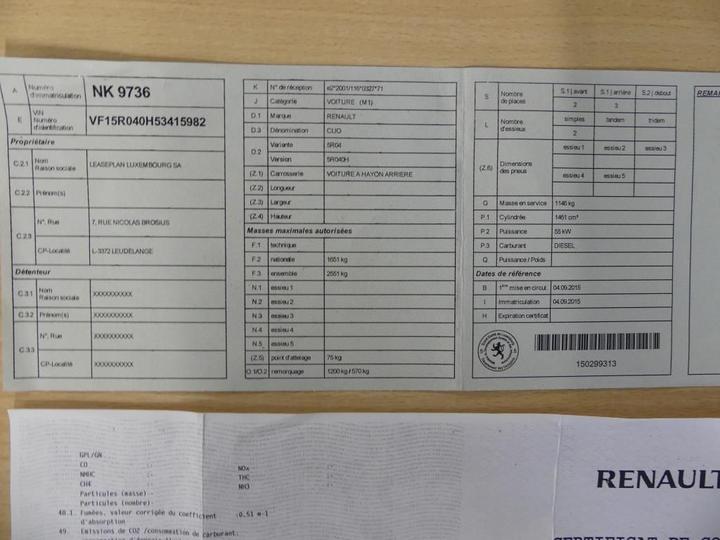 A Numéro d'immatriculation NK 9736
E VIN Numéro d'identification VF15R040H53415982
Propriétaire
C.2.1 Nom Raison sociale LEASEPLAN LUXEMBOURG SA
C.2.2 Prénom(s)
C.2.3 N°, Rue 7, RUE NICOLAS BROSIUS
CP-Localité L-3372 LEUDELANGE
Détenteur
C.3.1 Nom Raison sociale XXXXXXXXXX
C.3.2 Prénom(s) XXXXXXXXXX
C.3.3 N°, Rue XXXXXXXXXX
CP-Localité XXXXXXXXXX
K N° de réception e2*2001/116*0327*71
J Catégorie VOITURE (M1)
D.1 Marque RENAULT
D.3 Dénomination CLIO
D.2 Variante 5R04
Version 5R040H
(Z.1) Carrosserie VOITURE A HAYON ARRIERE
(Z.2) Longueur
(Z.3) Largeur
(Z.4) Hauteur
Masses maximales autorisées
F.1 technique
F.2 nationale 1651 kg
F.3 ensemble 2551 kg
N.1 essieu 1
N.2 essieu 2
N.3 essieu 3
N.4 essieu 4
N.5 essieu 5
(Z.5) point d'attelage 75 kg
O.1/O.2 remorquage 1200 kg / 570 kg
S Nombre de places S.1 | avant S.1 | arrière S.2 | debout
2 3
L Nombre d'essieux simples tandem tridem
2
(Z.6) Dimensions des pneus essieu 1 essieu 2 essieu 3
essieu 4 essieu 5
G Masse en service 1146 kg
P.1 Cylindrée 1461 cm³
P.2 Puissance 55 kW
P.3 Carburant DIESEL
Q Puissance / Poids
Dates de référence
B 1ère mise en circul. 04.09.2015
I Immatriculation 04.09.2015
H Expiration certificat
150299313
REMAR
GPL/GN
CO
NMHC
CH4
NOx
THC
NH3
Particules (masse) -
Particules (nombre)-
48.1. Fumées, valeur corrigée du coefficient d'absorption :0.51 m-1
49. Emissions de CO2 /consommation de carburant:
RENAULT
CERTIFICAT DE CO